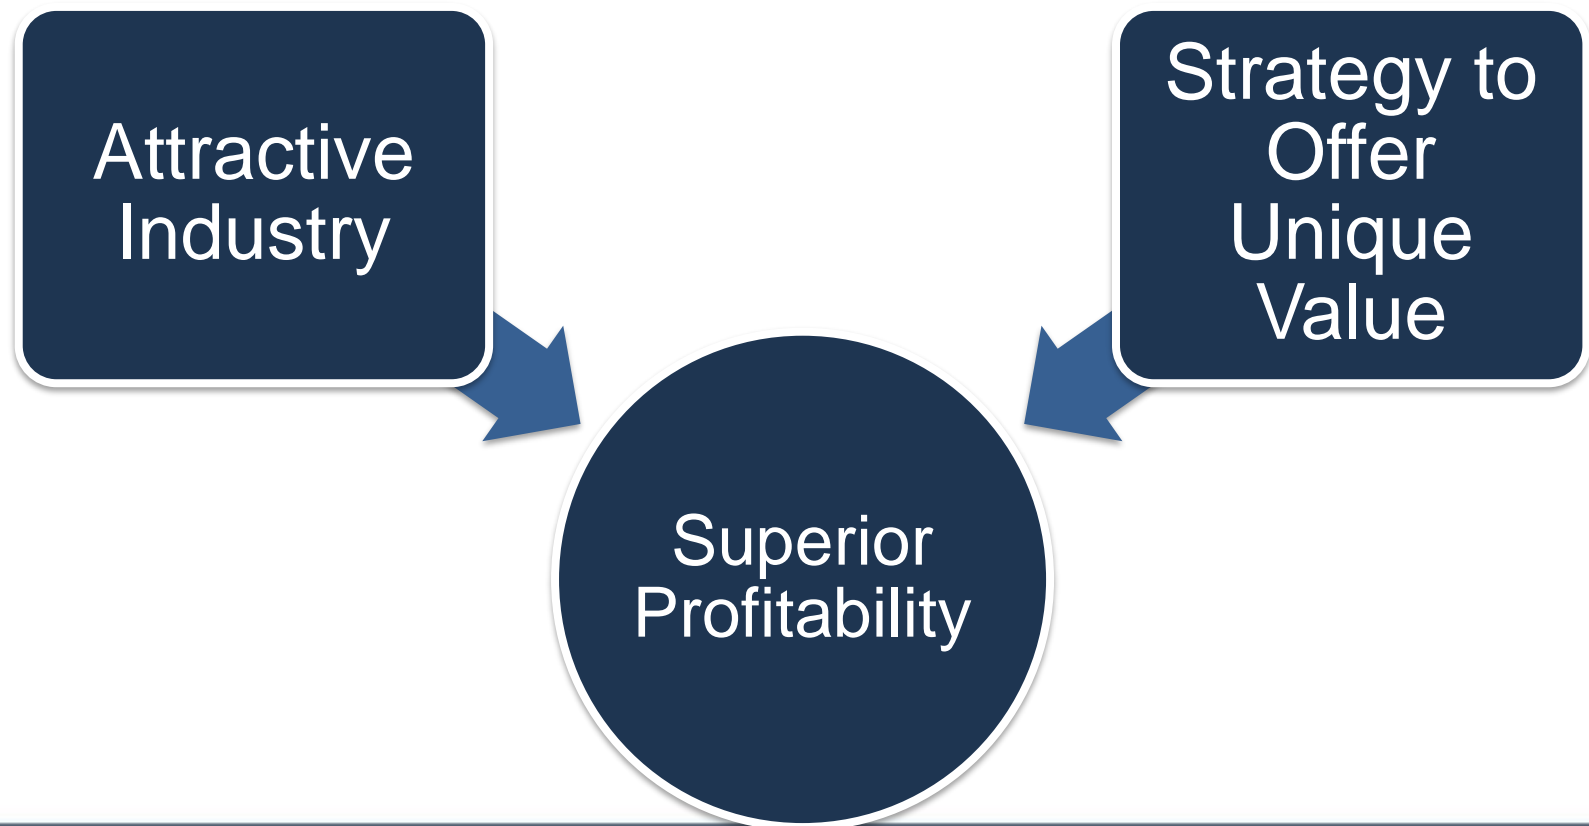 Attractive
Industry
Strategy to
Offer
Unique
Value
Superior
Profitability